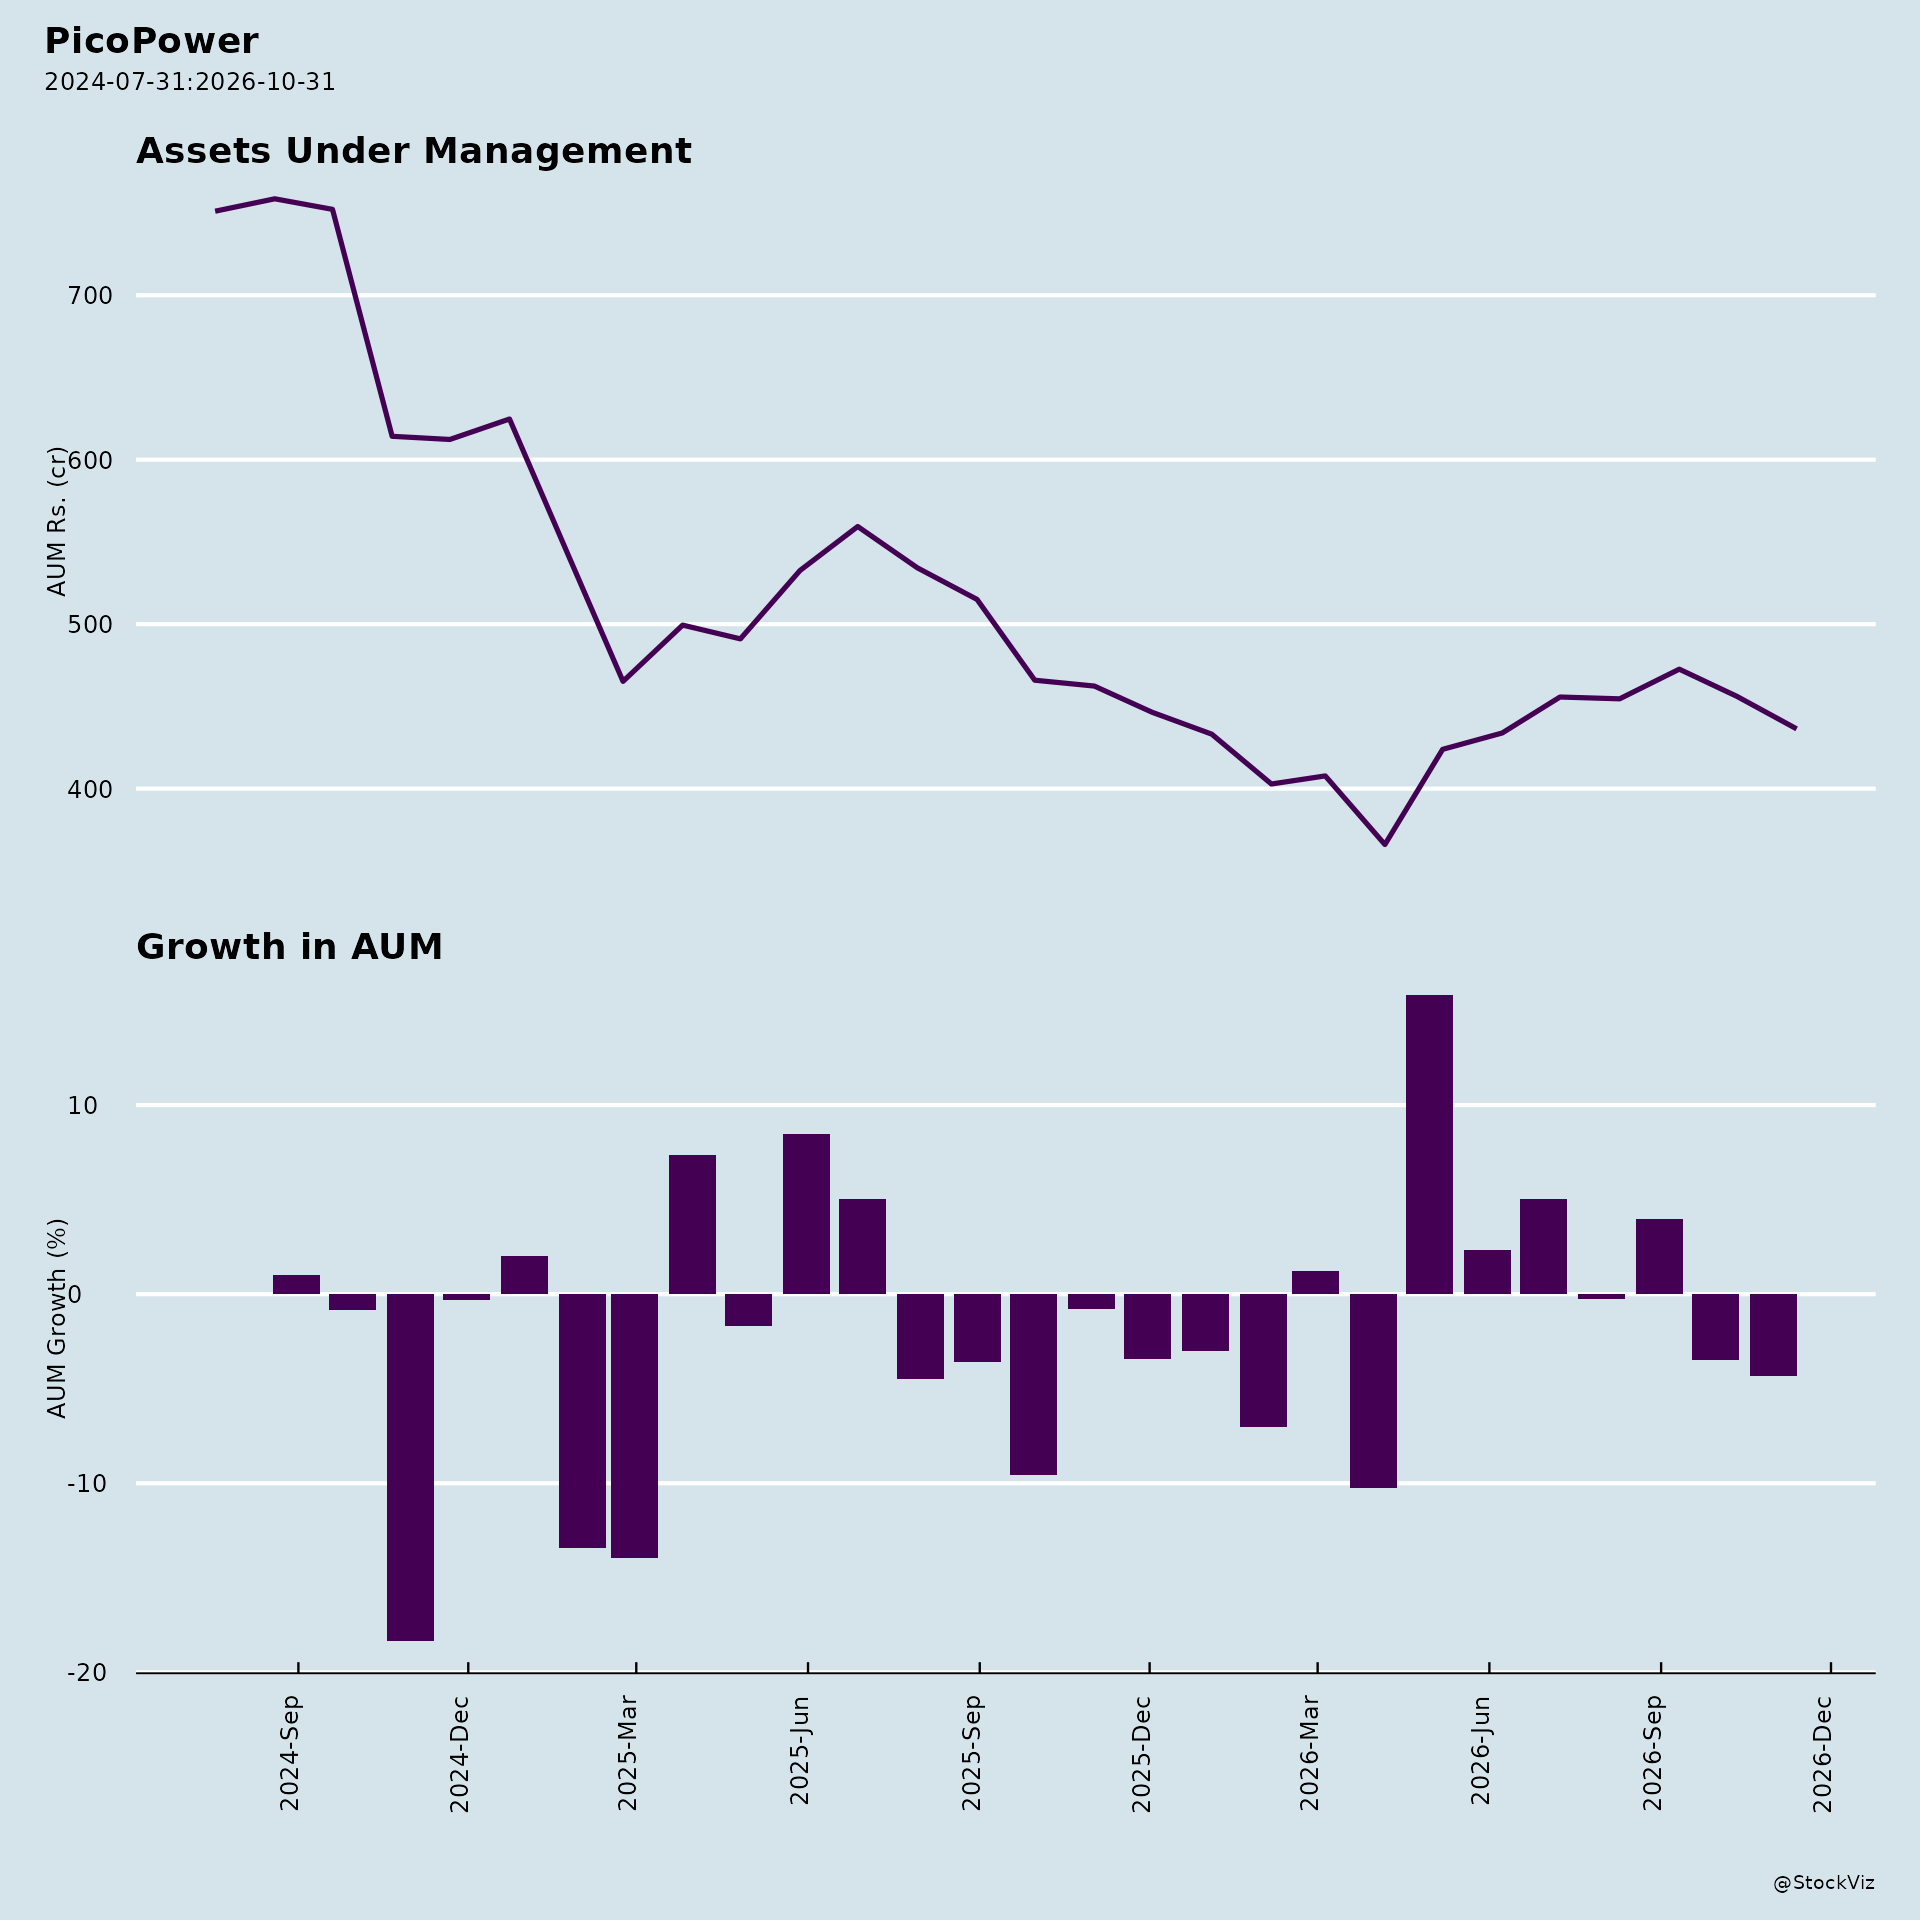 PicoPower
2024-07-31:2026-10-31
Assets Under Management
AUM Rs. (cr)
700
600
500
400
Growth in AUM
AUM Growth (%)
10
0
-10
-20
2024-Sep
2024-Dec
2025-Mar
2025-Jun
2025-Sep
2025-Dec
2026-Mar
2026-Jun
2026-Sep
2026-Dec
@StockViz